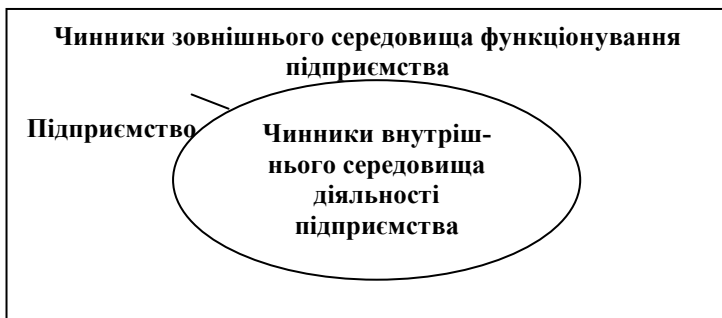 Чинники зовнішнього середовища функціонування
підприємства
Підприємство
Чинники внутріш-
нього середовища
діяльності
підприємства